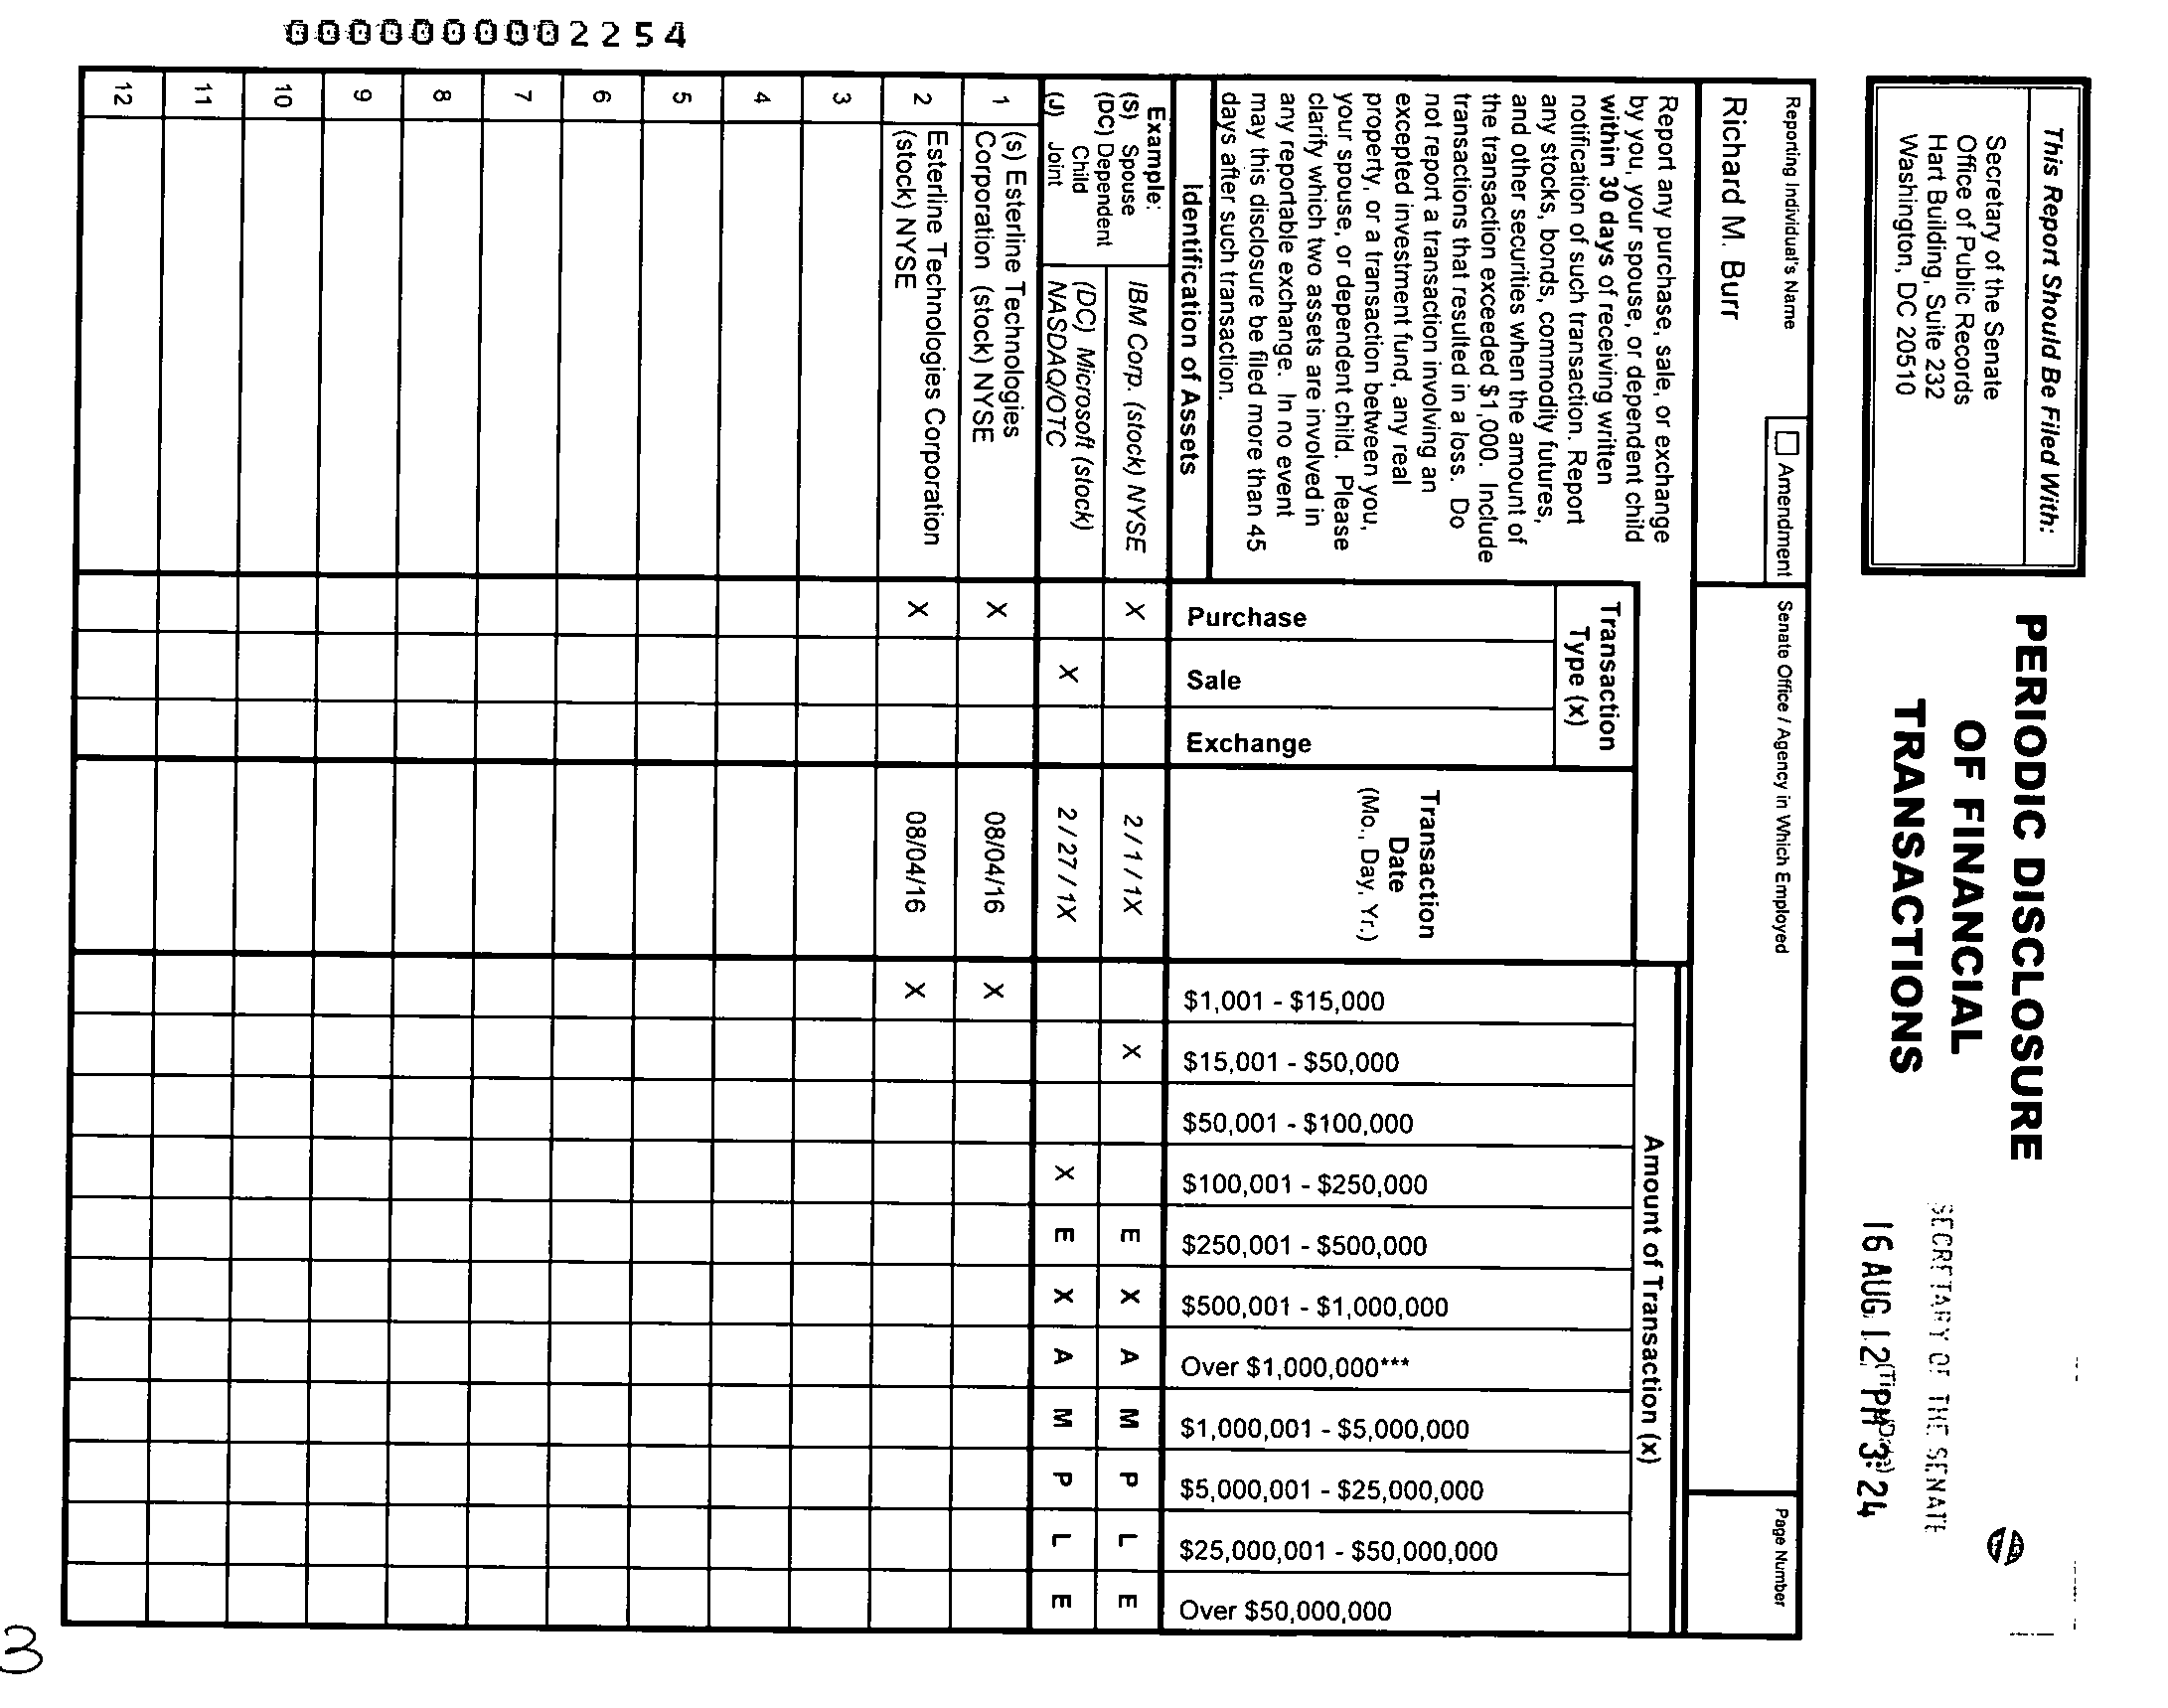 000000002254
This Report Should Be Filed With:
Secretary of the Senate
Office of Public Records
Hart Building, Suite 232
Washington, DC 20510
PERIODIC DISCLOSURE
OF FINANCIAL
TRANSACTIONS
SECRETARY OF THE SENATE
16 AUG 12 PM 3:24
Reporting Individual's Name
Richard M. Burr
Amendment
Senate Office / Agency in Which Employed
Page Number
Report any purchase, sale, or exchange
by you, your spouse, or dependent child
within 30 days of receiving written
notification of such transaction. Report
any stocks, bonds, commodity futures,
and other securities when the amount of
the transaction exceeded $1,000. Include
transactions that resulted in a loss. Do
not report a transaction involving an
excepted investment fund, any real
property, or a transaction between you,
your spouse, or dependent child. Please
clarify which two assets are involved in
any reportable exchange. In no event
may this disclosure be filed more than 45
days after such transaction.
Transaction
Type (x)
Amount of Transaction (x)
Identification of Assets
Purchase
Sale
Exchange
Transaction
Date
(Mo., Day, Yr.)
$1,001 - $15,000
$15,001 - $50,000
$50,001 - $100,000
$100,001 - $250,000
$250,001 - $500,000
$500,001 - $1,000,000
Over $1,000,000***
$1,000,001 - $5,000,000
$5,000,001 - $25,000,000
$25,000,001 - $50,000,000
Over $50,000,000
Example:
(S) Spouse
(DC) Dependent
Child
(J) Joint
IBM Corp. (stock) NYSE X 2 / 1 / 1X X E X A M P L E
(DC) Microsoft (stock)
NASDAQ/OTC X 2 / 27 / 1X X E X A M P L E
1 (s) Esterline Technologies
Corporation (stock) NYSE X 08/04/16 X
2 Esterline Technologies Corporation
(stock) NYSE X 08/04/16 X
3
4
5
6
7
8
9
10
11
12
3